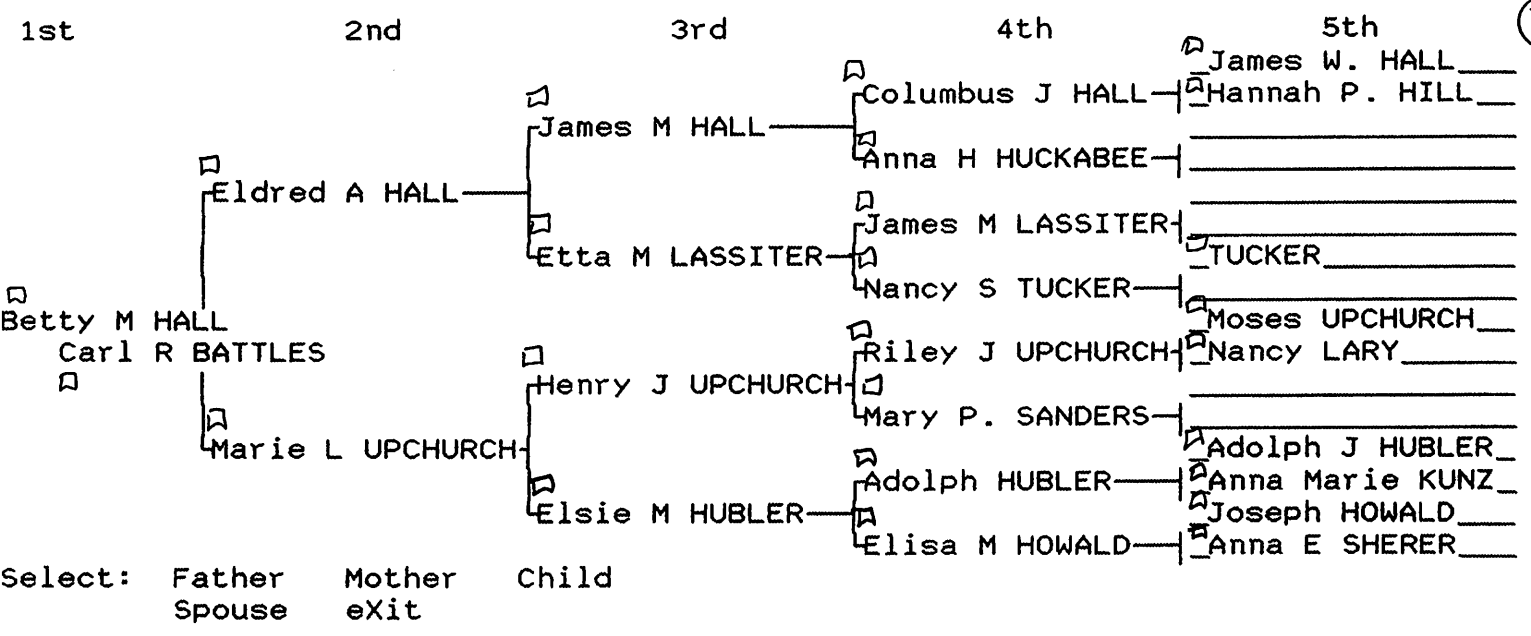 1st 2nd 3rd 4th 5th
James W. HALL
Columbus J HALL Hannah P. HILL
James M HALL
Anna H HUCKABEE
Eldred A HALL
James M LASSITER
Etta M LASSITER TUCKER
Nancy S TUCKER
Betty M HALL Moses UPCHURCH
Carl R BATTLES Riley J UPCHURCH Nancy LARY
Henry J UPCHURCH
Mary P. SANDERS
Marie L UPCHURCH Adolph J HUBLER
Adolph HUBLER Anna Marie KUNZ
Elsie M HUBLER Joseph HOWALD
Elisa M HOWALD Anna E SHERER
Select: Father Mother Child
Spouse eXit